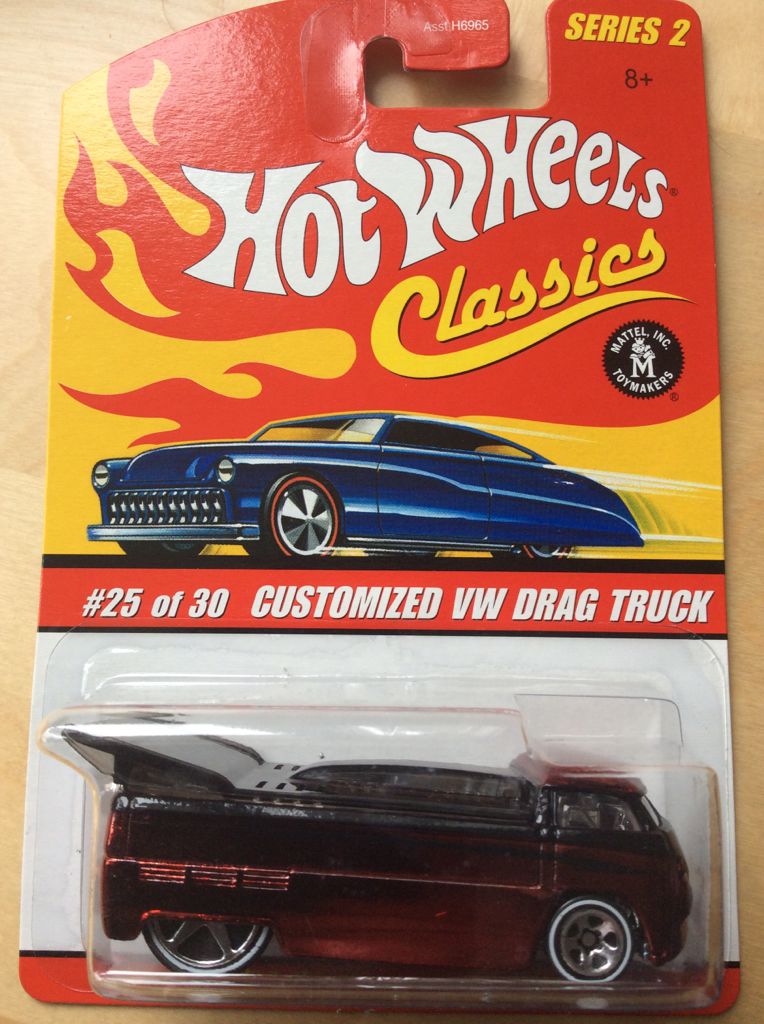 Asst.H6965
SERIES 2
8+
HOT WHEELS®
Classics
MATTEL, INC.
M
TOYMAKERS
®
#25 of 30 CUSTOMIZED VW DRAG TRUCK